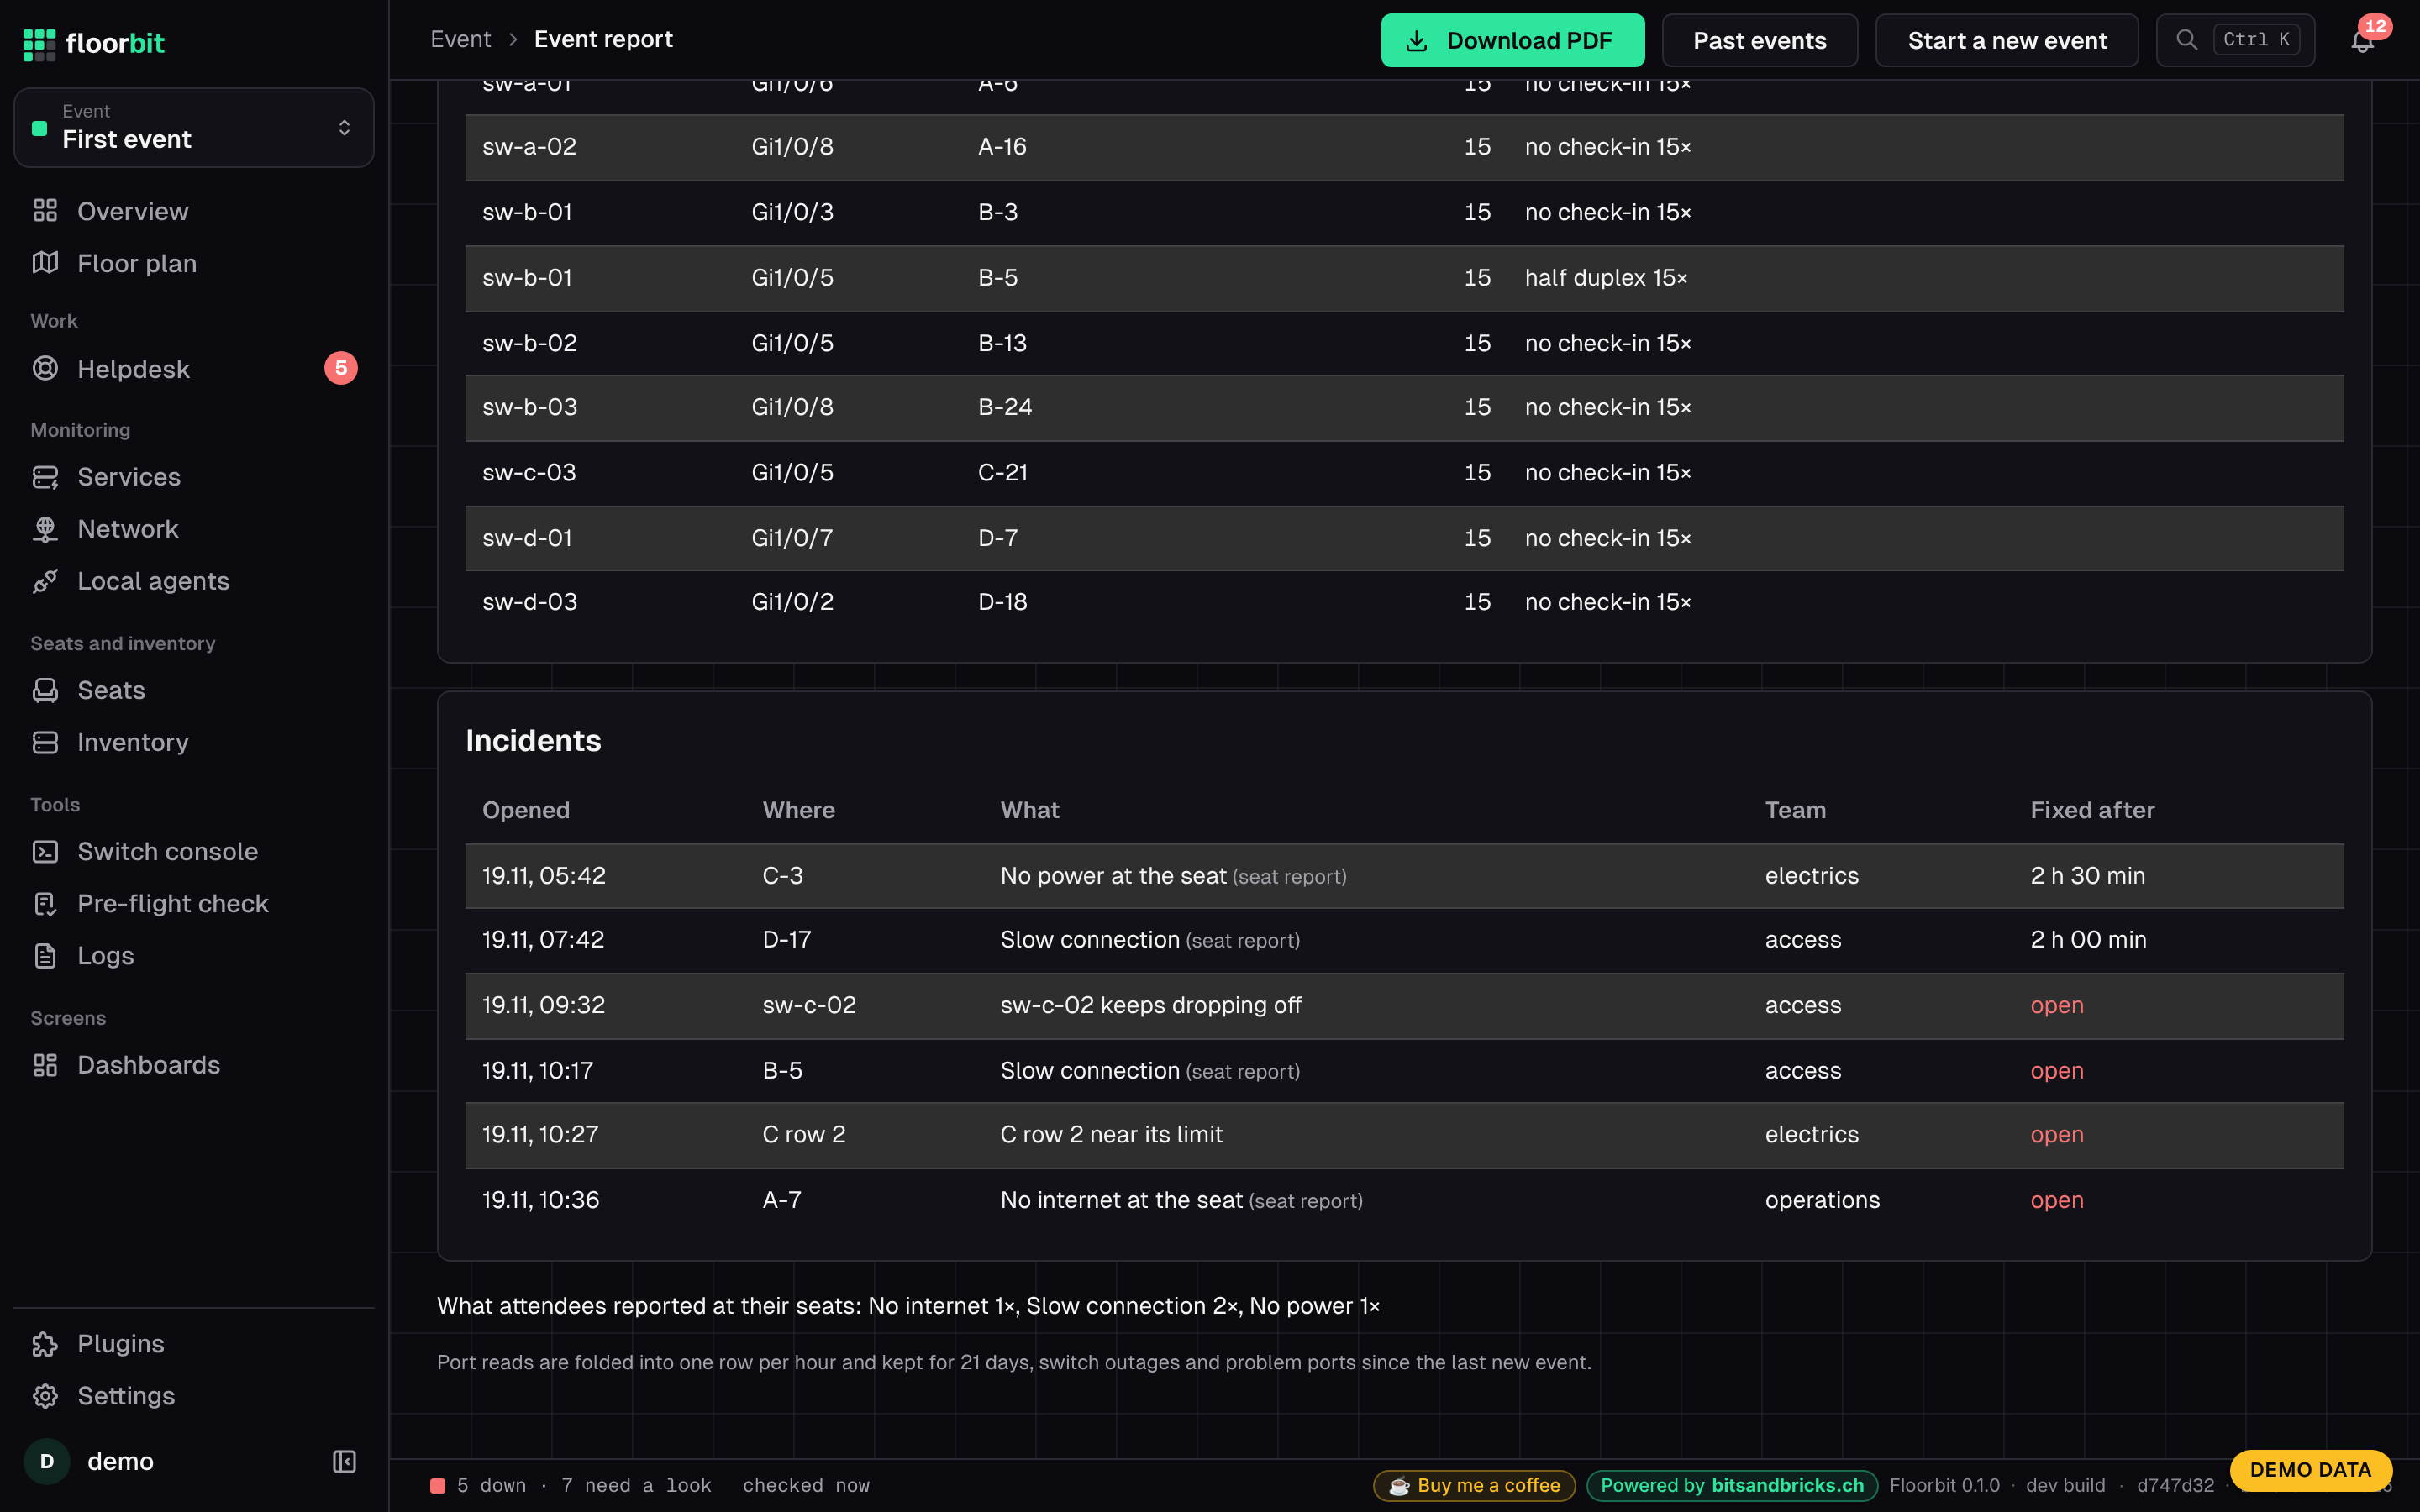 floorbit
Event
First event
Overview
Floor plan
Work
Helpdesk 5
Monitoring
Services
Network
Local agents
Seats and inventory
Seats
Inventory
Tools
Switch console
Pre-flight check
Logs
Screens
Dashboards
Plugins
Settings
D demo
Event > Event report
Download PDF Past events Start a new event Ctrl K 12
sw-a-01 Gi1/0/6 A-6 15 no check-in 15×
sw-a-02 Gi1/0/8 A-16 15 no check-in 15×
sw-b-01 Gi1/0/3 B-3 15 no check-in 15×
sw-b-01 Gi1/0/5 B-5 15 half duplex 15×
sw-b-02 Gi1/0/5 B-13 15 no check-in 15×
sw-b-03 Gi1/0/8 B-24 15 no check-in 15×
sw-c-03 Gi1/0/5 C-21 15 no check-in 15×
sw-d-01 Gi1/0/7 D-7 15 no check-in 15×
sw-d-03 Gi1/0/2 D-18 15 no check-in 15×
Incidents
Opened Where What Team Fixed after
19.11, 05:42 C-3 No power at the seat (seat report) electrics 2 h 30 min
19.11, 07:42 D-17 Slow connection (seat report) access 2 h 00 min
19.11, 09:32 sw-c-02 sw-c-02 keeps dropping off access open
19.11, 10:17 B-5 Slow connection (seat report) access open
19.11, 10:27 C row 2 C row 2 near its limit electrics open
19.11, 10:36 A-7 No internet at the seat (seat report) operations open
What attendees reported at their seats: No internet 1×, Slow connection 2×, No power 1×
Port reads are folded into one row per hour and kept for 21 days, switch outages and problem ports since the last new event.
5 down · 7 need a look checked now
Buy me a coffee Powered by bitsandbricks.ch Floorbit 0.1.0 · dev build · d747d32 ·
DEMO DATA